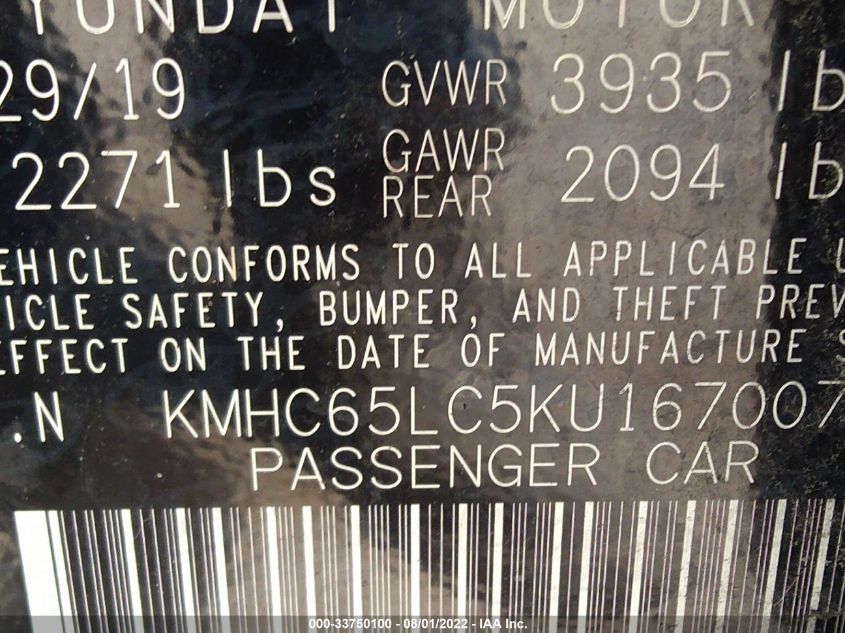 YUNDAI MOTOR
29/19 GVWR 3935 lb
2271 lbs GAWR REAR 2094 lb
EHICLE CONFORMS TO ALL APPLICABLE U
ICLE SAFETY, BUMPER, AND THEFT PREV
EFFECT ON THE DATE OF MANUFACTURE S
.N KMHC65LC5KU167007
PASSENGER CAR
000-33750100 - 08/01/2022 - IAA Inc.